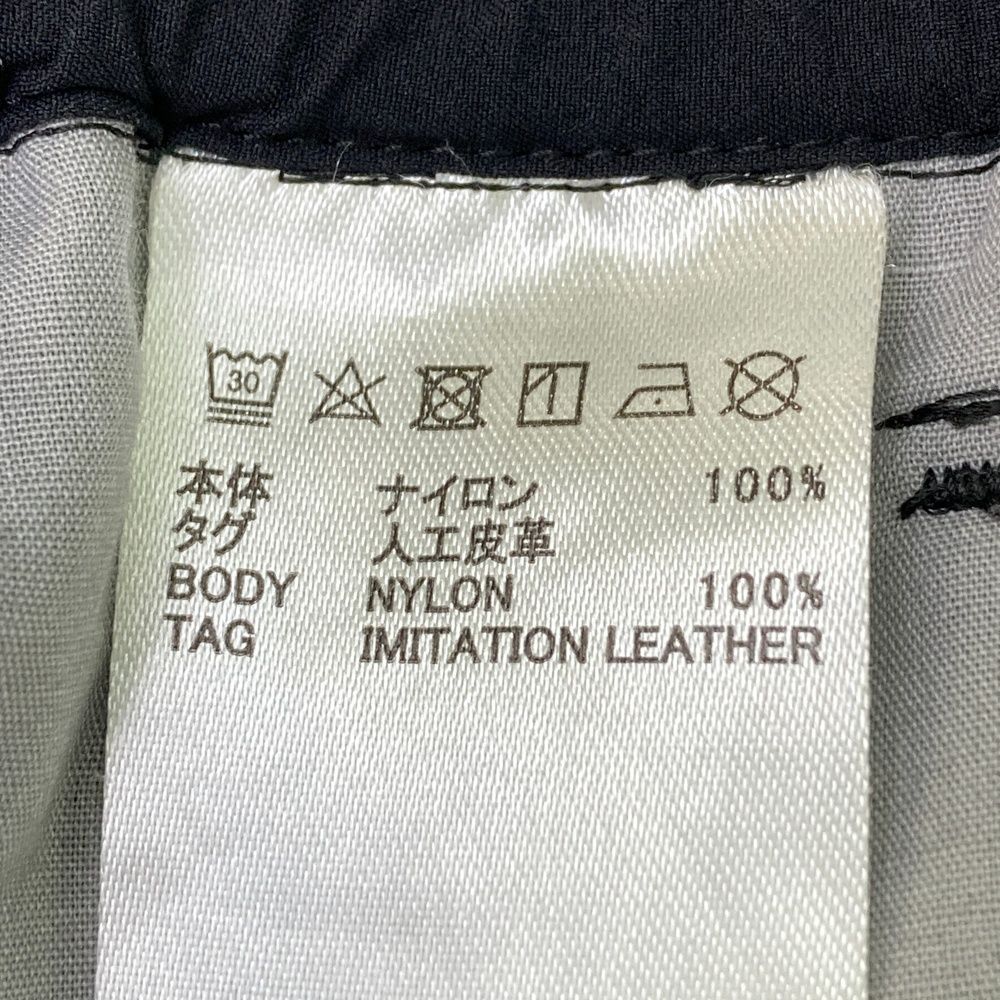 30
本体 ナイロン 100%
タグ 人工皮革
BODY NYLON 100%
TAG IMITATION LEATHER